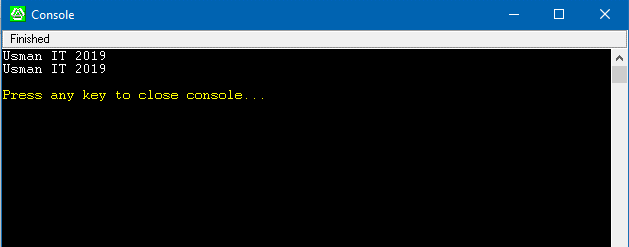 Console
Finished
Usman IT 2019
Usman IT 2019
Press any key to close console...